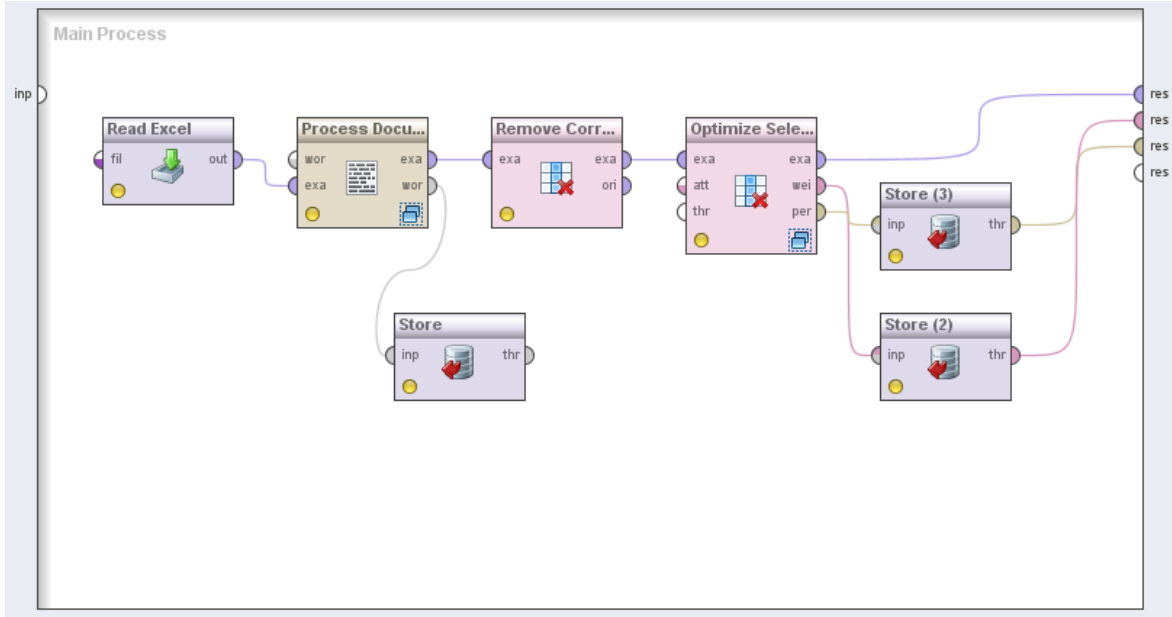 Main Process
inp
res
res
res
res
Read Excel
fil
out
Process Docu...
wor
exa
exa
wor
Remove Corr...
exa
exa
ori
Optimize Sele...
exa
exa
att
wei
thr
per
Store (3)
inp
thr
Store
inp
thr
Store (2)
inp
thr